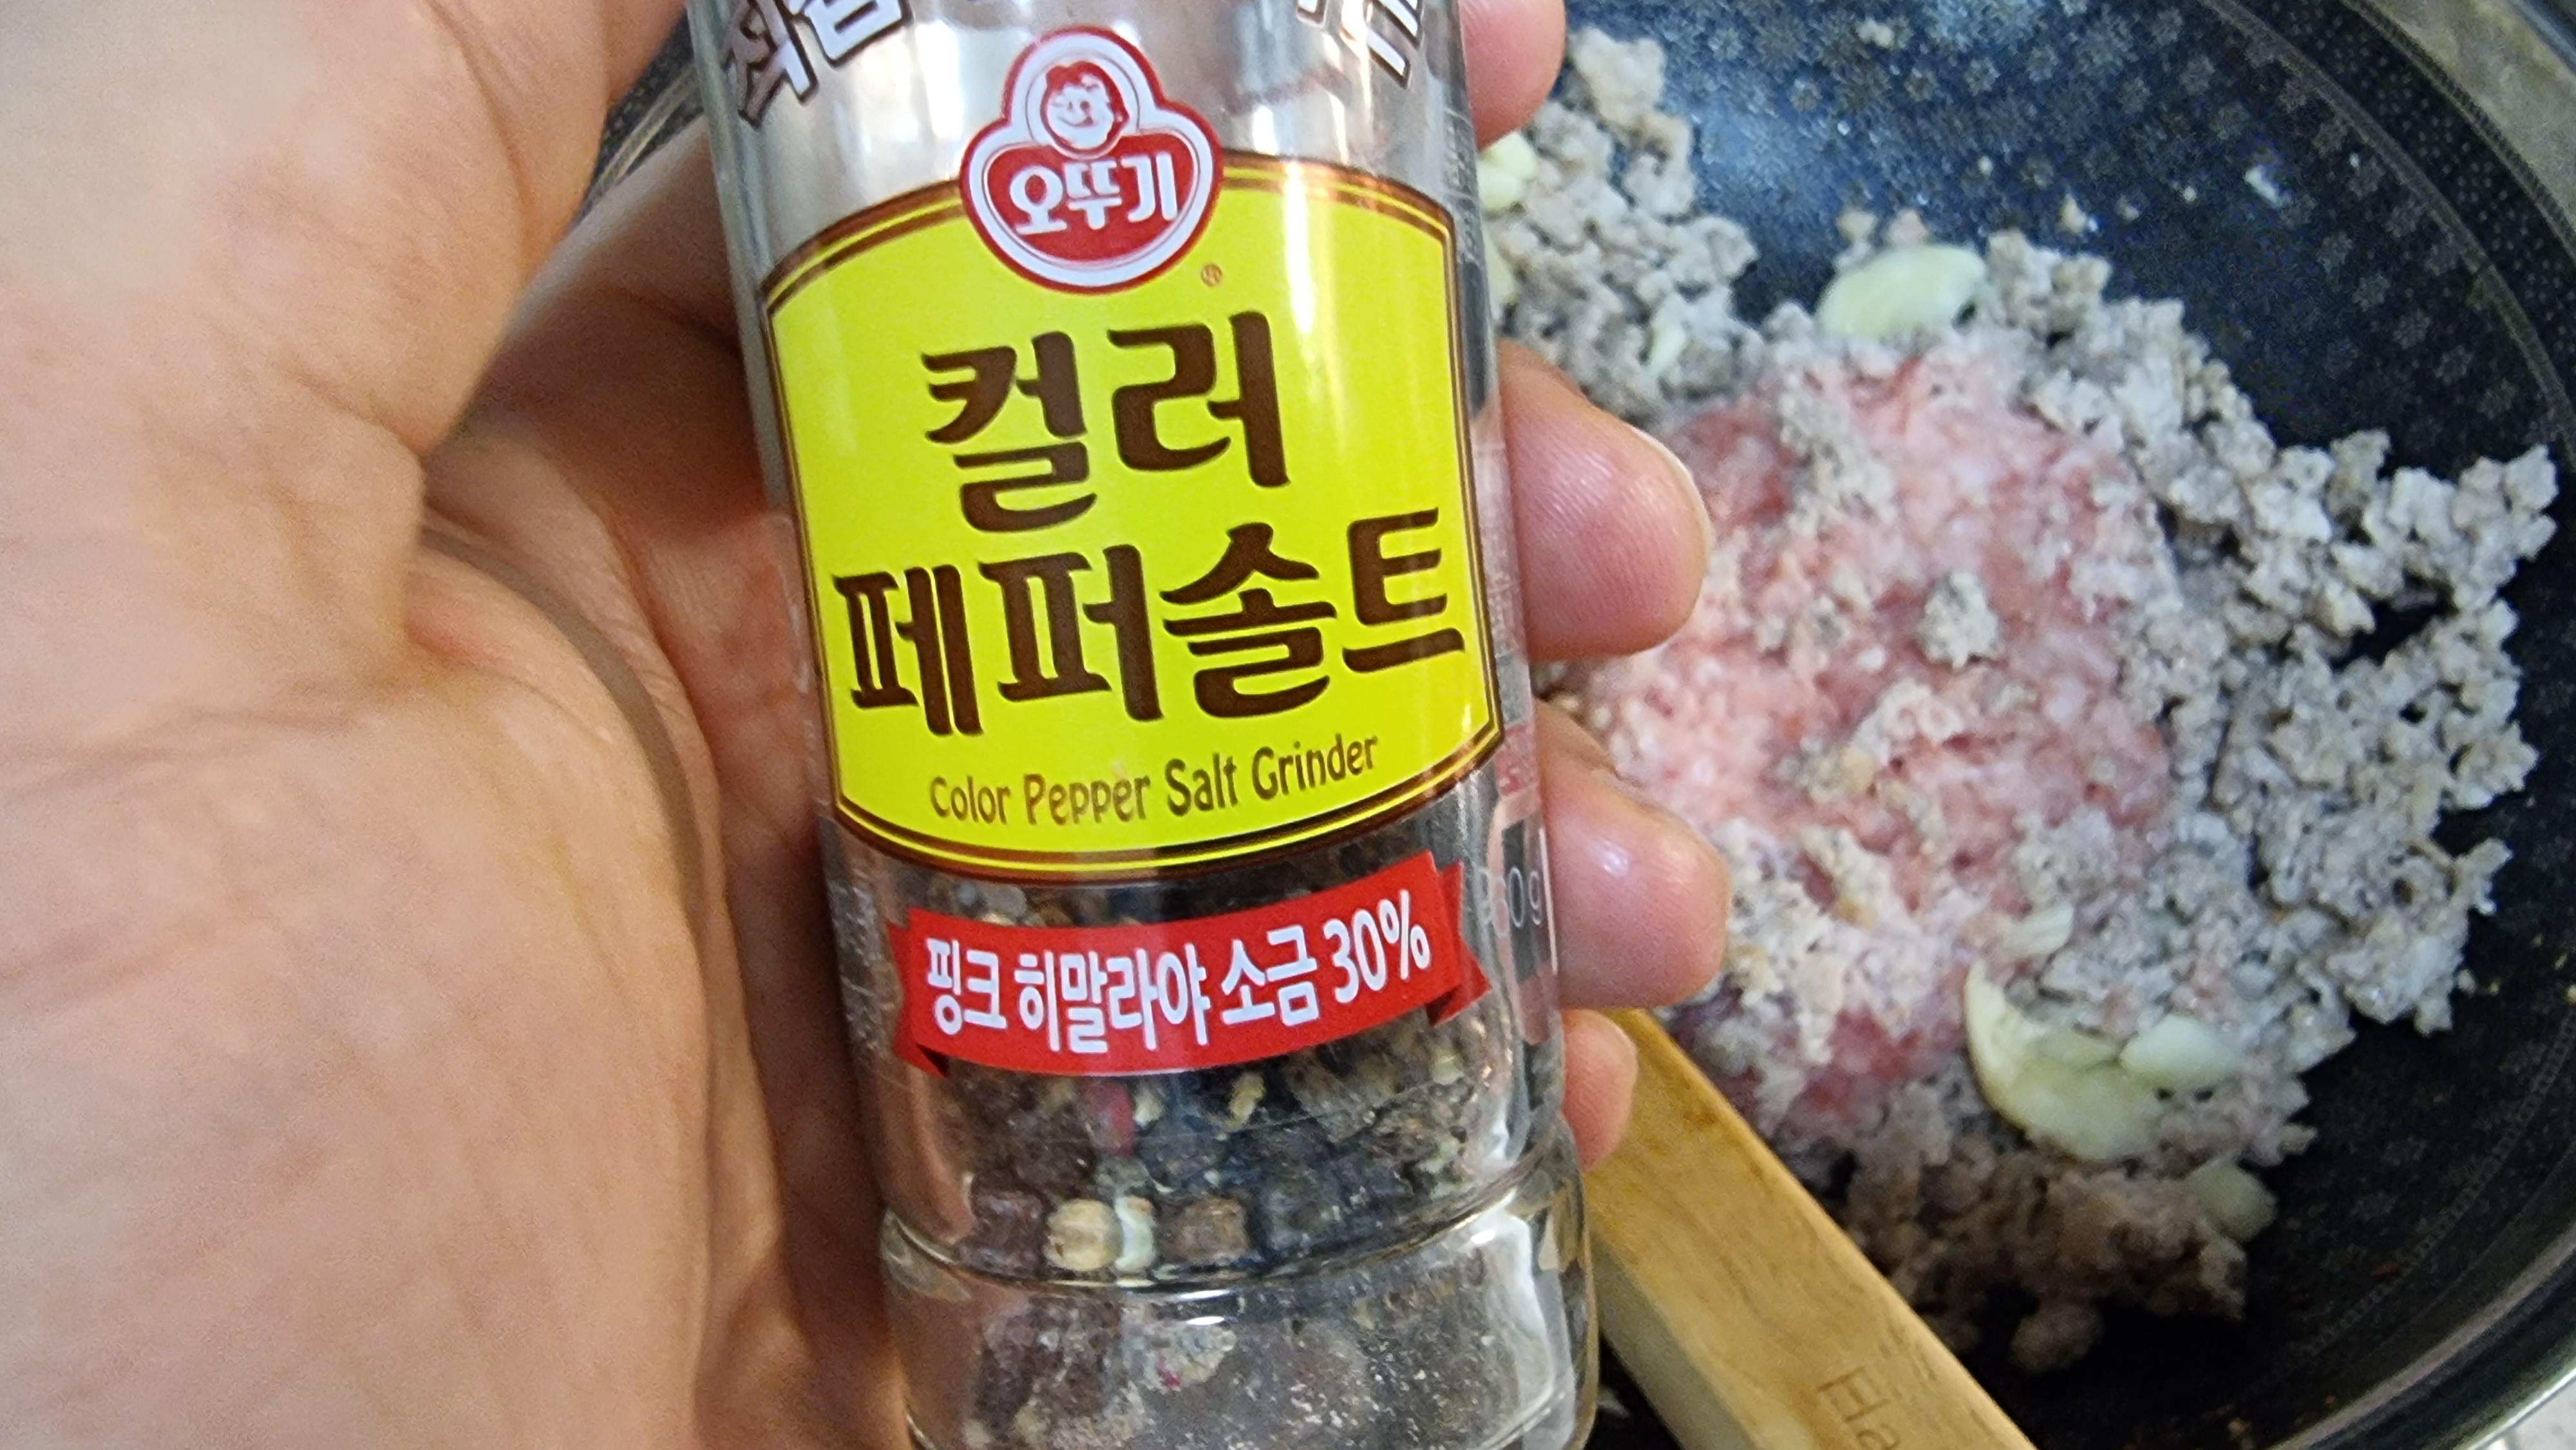 오뚜기
컬러
페퍼솔트
Color Pepper Salt Grinder
핑크 히말라야 소금 30%